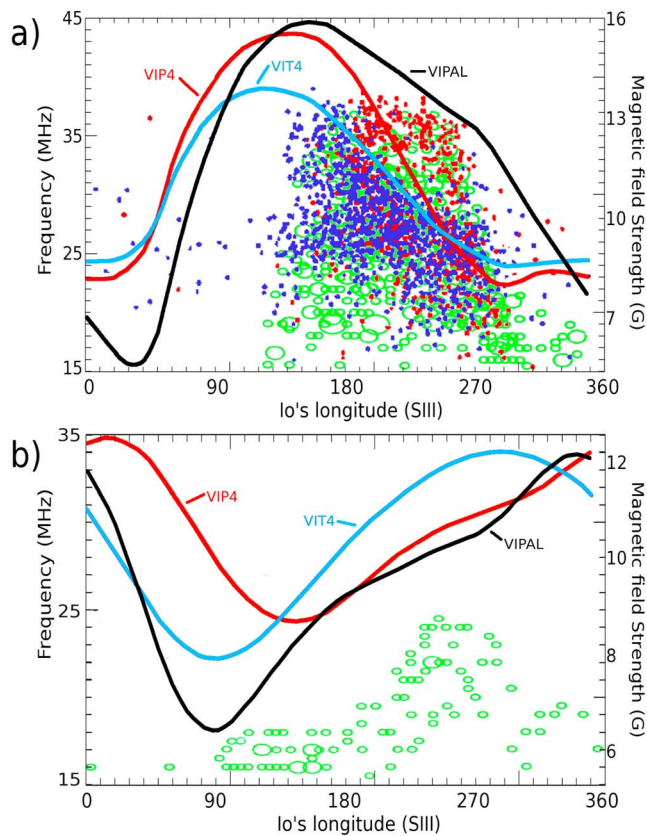 a)
45
35
25
15
Frequency (MHz)
VIP4
VIT4
VIPAL
16
13
10
7
Magnetic field Strength (G)
0
90
180
270
360
Io's longitude (SIII)
b)
35
25
15
Frequency (MHz)
VIP4
VIT4
VIPAL
12
10
8
6
Magnetic field Strength (G)
0
90
180
270
360
Io's longitude (SIII)